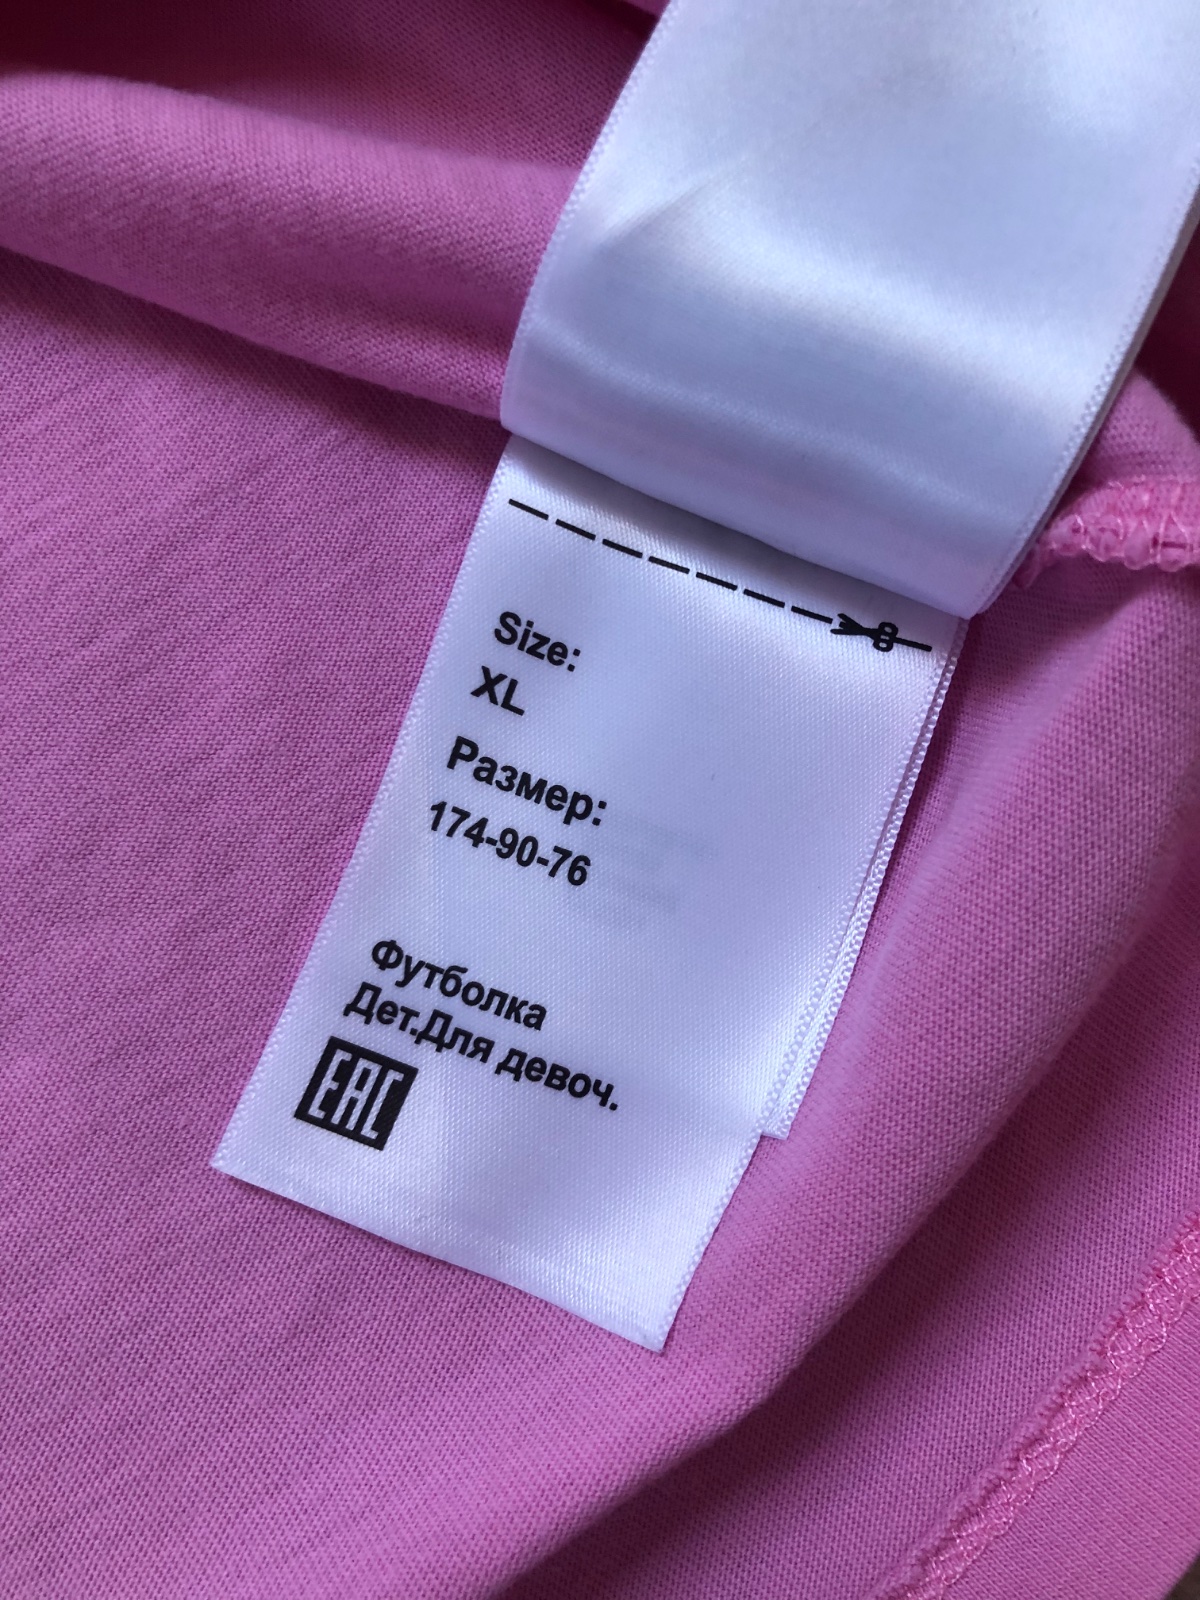 Size:
XL
Размер:
174-90-76
Футболка
Дет.Для девоч.
EAC